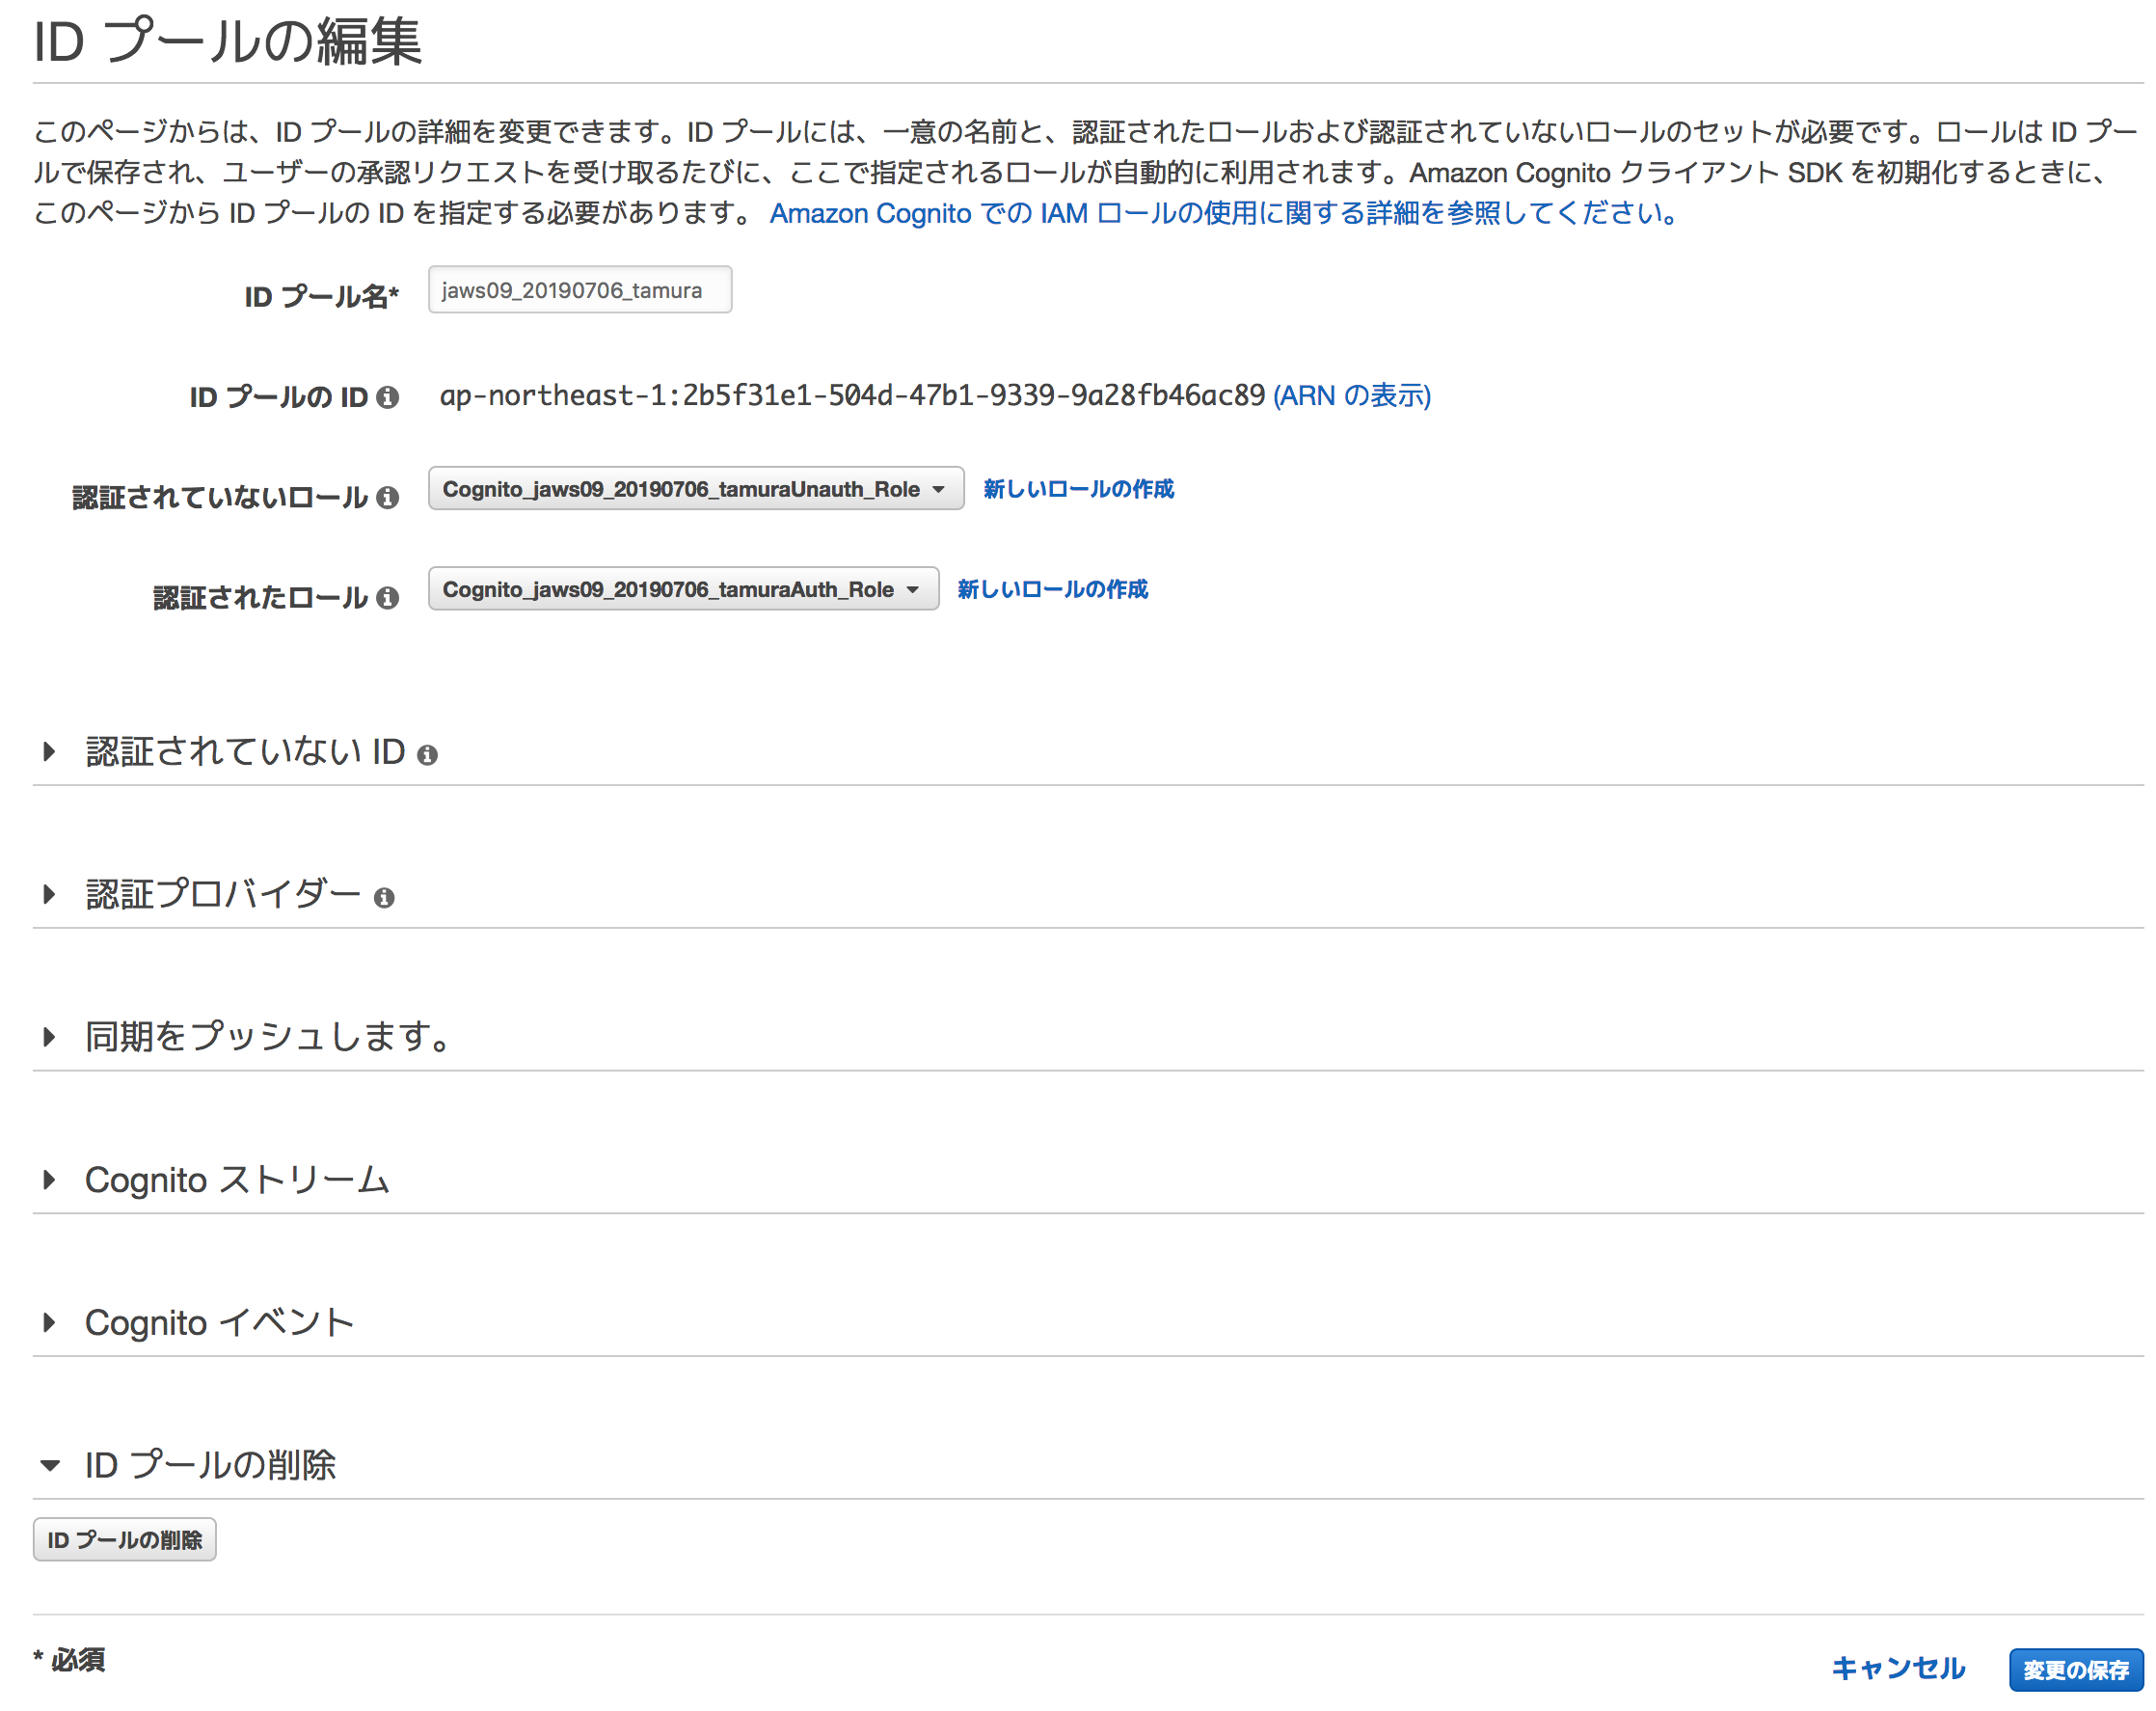 ID プールの編集
このページからは、ID プールの詳細を変更できます。ID プールには、一意の名前と、認証されたロールおよび認証されていないロールのセットが必要です。ロールは ID プー
ルで保存され、ユーザーの承認リクエストを受け取るたびに、ここで指定されるロールが自動的に利用されます。Amazon Cognito クライアント SDK を初期化するときに、
このページから ID プールの ID を指定する必要があります。 Amazon Cognito での IAM ロールの使用に関する詳細を参照してください。
ID プール名* jaws09_20190706_tamura
ID プールの ID ap-northeast-1:2b5f31e1-504d-47b1-9339-9a28fb46ac89 (ARN の表示)
認証されていないロール Cognito_jaws09_20190706_tamuraUnauth_Role 新しいロールの作成
認証されたロール Cognito_jaws09_20190706_tamuraAuth_Role 新しいロールの作成
認証されていない ID
認証プロバイダー
同期をプッシュします。
Cognito ストリーム
Cognito イベント
ID プールの削除
ID プールの削除
* 必須 キャンセル 変更の保存